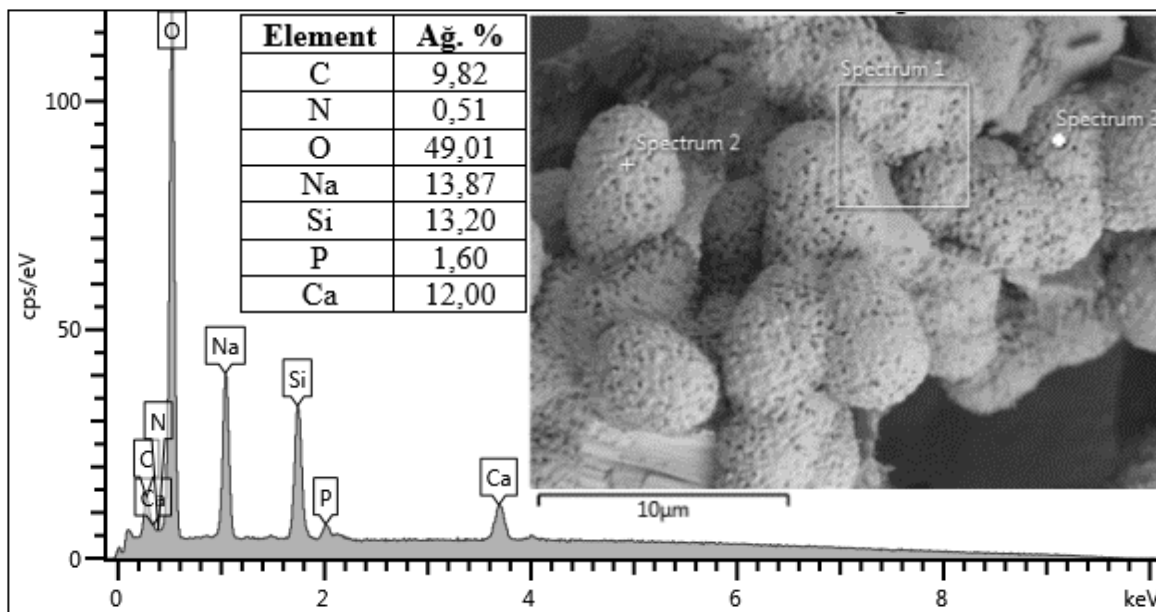 Element Ağ. %
C 9,82
N 0,51
O 49,01
Na 13,87
Si 13,20
P 1,60
Ca 12,00
cps/eV
100
50
0
O
N
C
Ca
Na
Si
P
Ca
0 2 4 6 8 keV
Spectrum 1
Spectrum 2
Spectrum 3
10µm